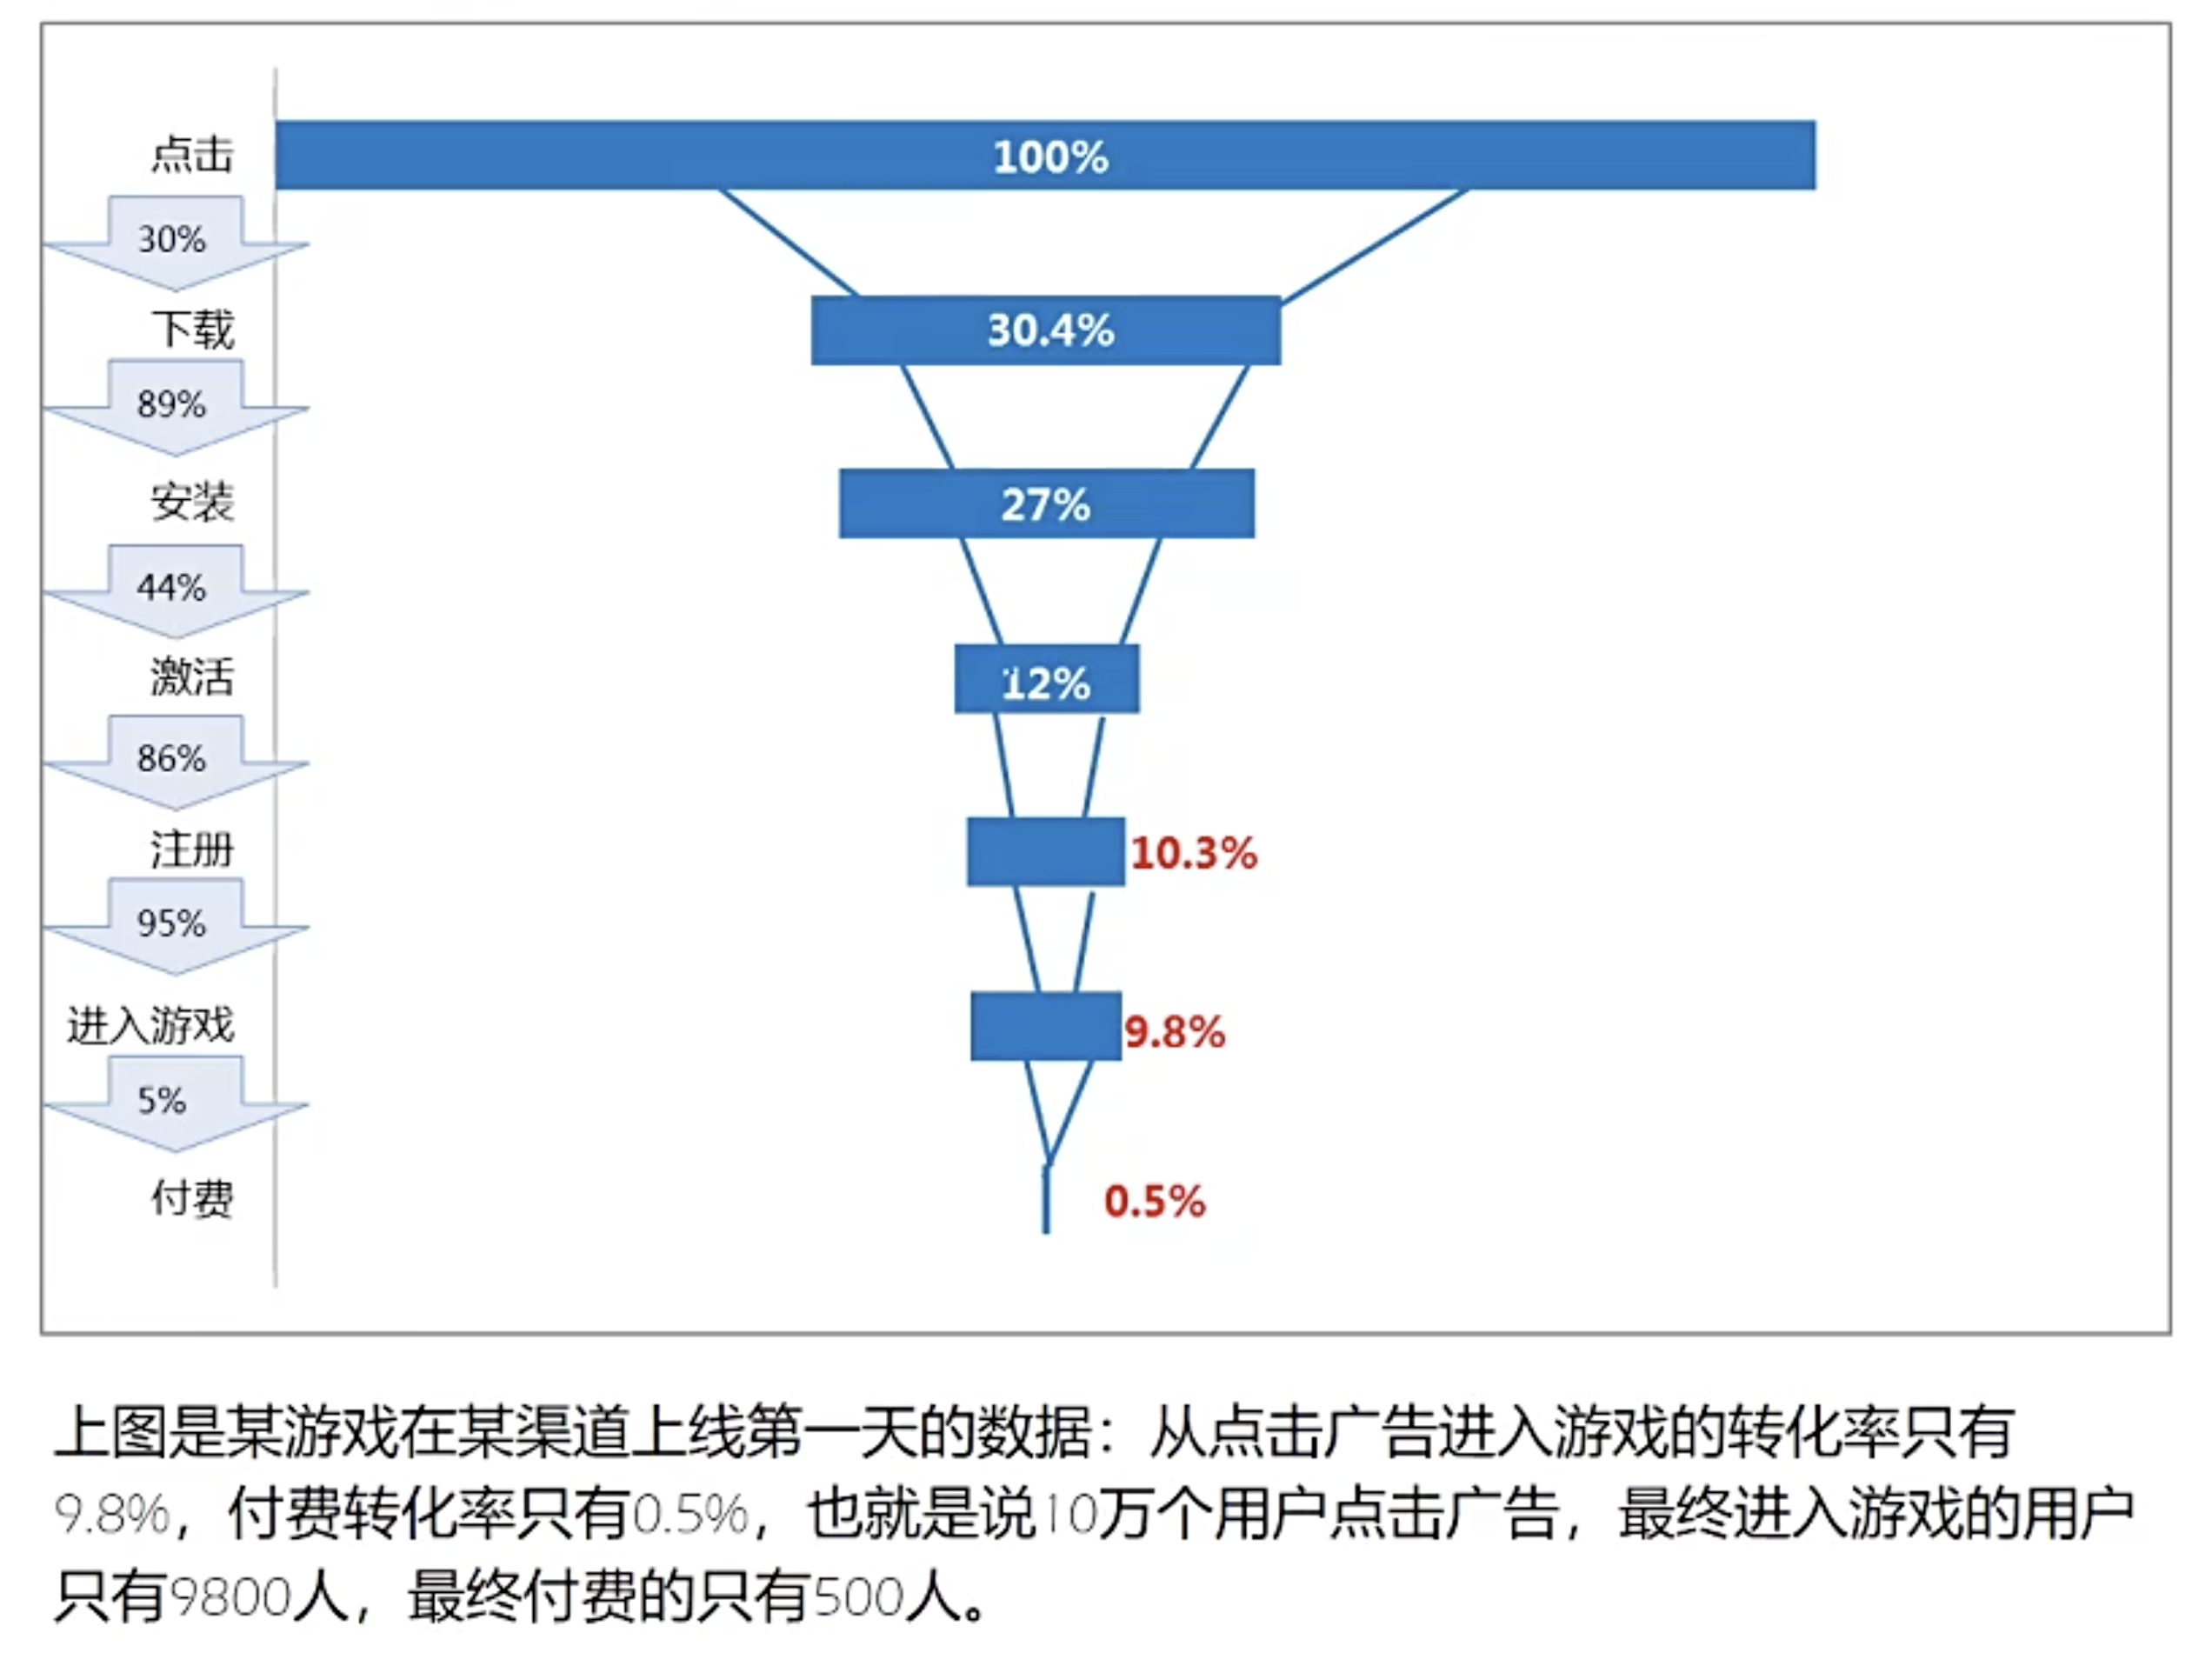 点击
100%
30%
下载
30.4%
89%
安装
27%
44%
激活
12%
86%
注册
10.3%
95%
进入游戏
9.8%
5%
付费
0.5%
上图是某游戏在某渠道上线第一天的数据：从点击广告进入游戏的转化率只有
9.8%，付费转化率只有0.5%，也就是说10万个用户点击广告，最终进入游戏的用户
只有9800人，最终付费的只有500人。